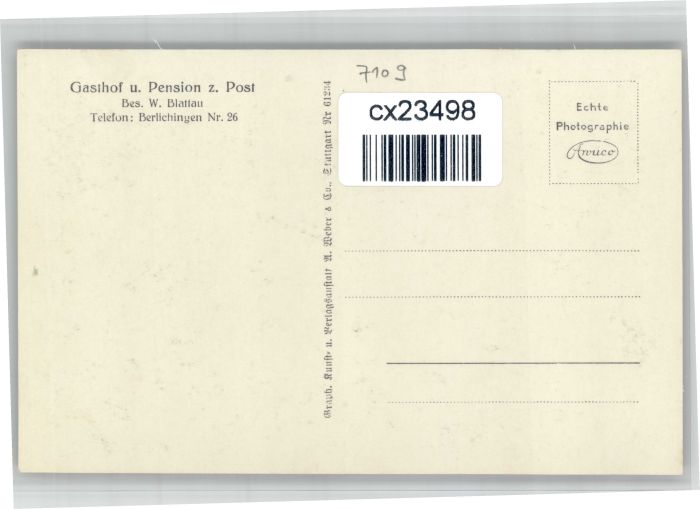 Gasthof u. Pension z. Post
Bes. W. Blattau
Telefon: Berlichingen Nr. 26
Graph. Kunst- u. Verlagsanstalt A. Weber & Co., Stuttgart Nr 61234
7109
cx23498
Echte
Photographie
Awuco